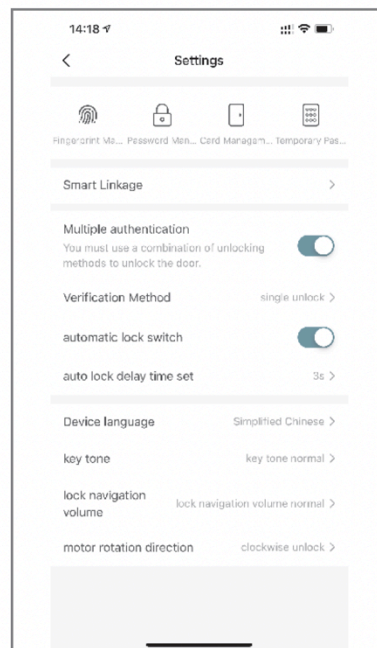 14:18
Settings
Fingerprint Ma... Password Man... Card Managem... Temporary Pas...
Smart Linkage
Multiple authentication
You must use a combination of unlocking
methods to unlock the door.
Verification Method single unlock
automatic lock switch
auto lock delay time set 3s
Device language Simplified Chinese
key tone key tone normal
lock navigation
volume lock navigation volume normal
motor rotation direction clockwise unlock